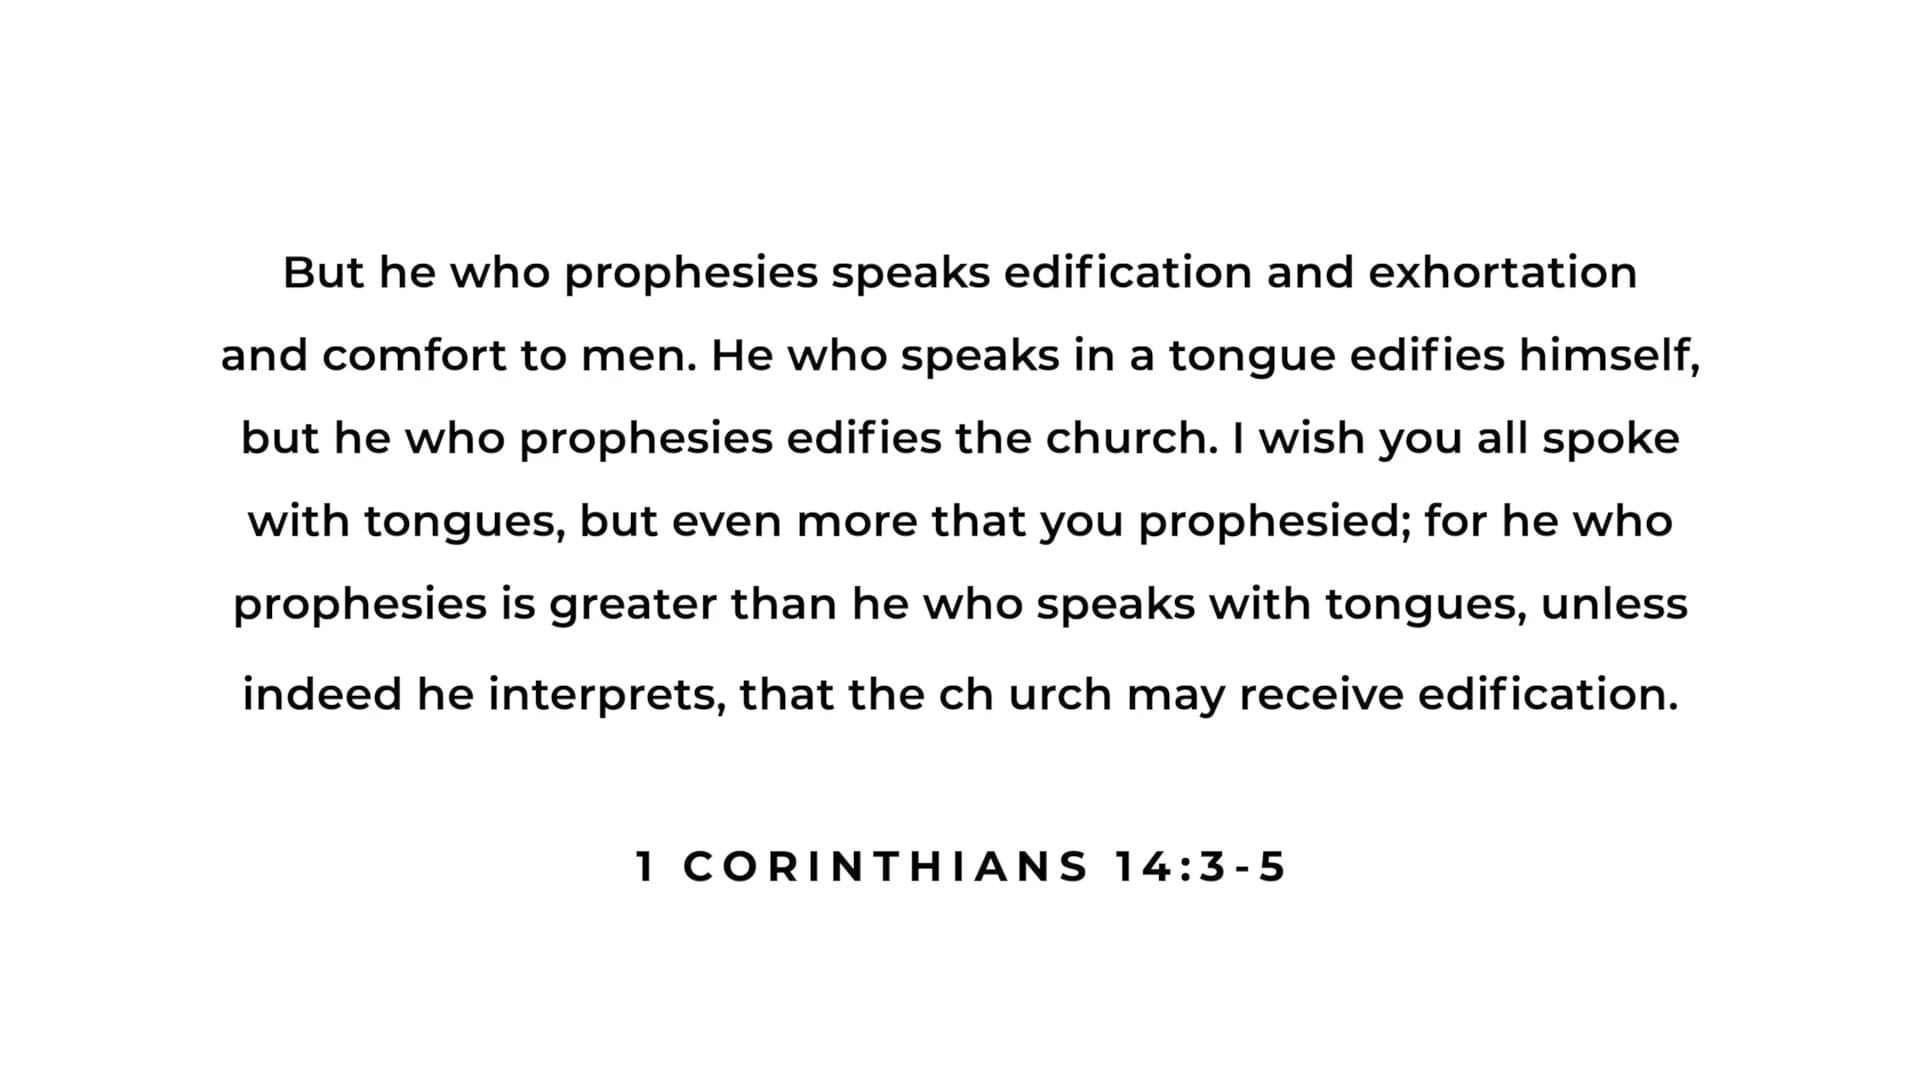 But he who prophesies speaks edification and exhortation
and comfort to men. He who speaks in a tongue edifies himself,
but he who prophesies edifies the church. I wish you all spoke
with tongues, but even more that you prophesied; for he who
prophesies is greater than he who speaks with tongues, unless
indeed he interprets, that the ch urch may receive edification.
1 CORINTHIANS 14:3-5